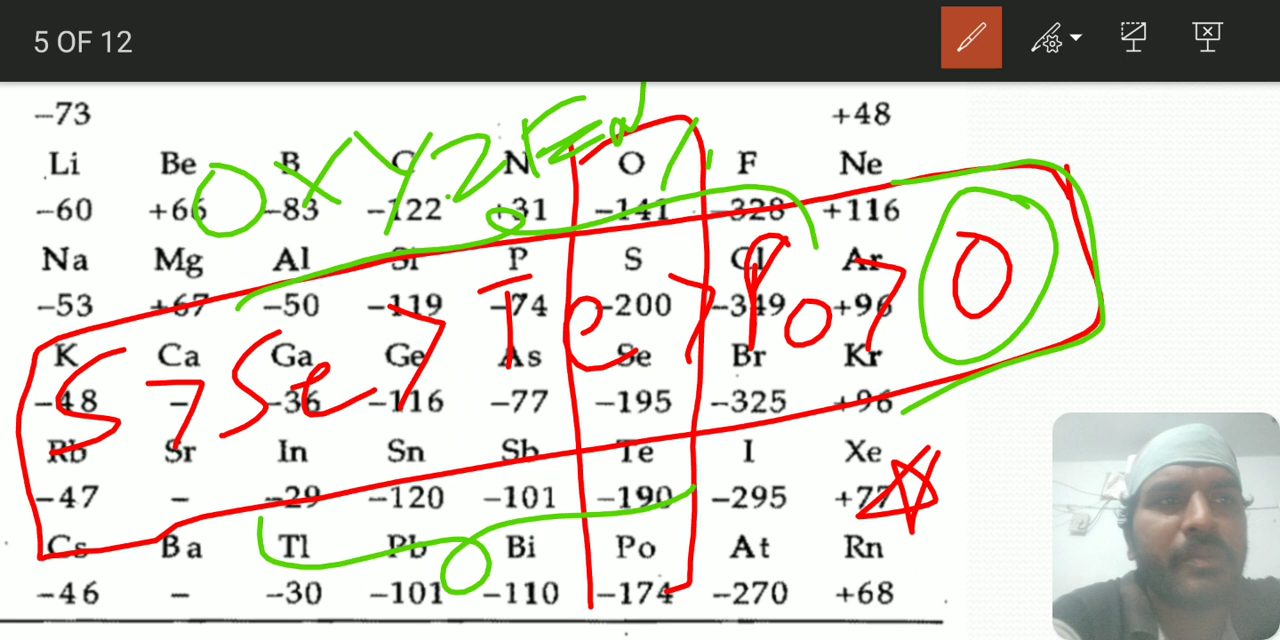 5 OF 12
-73 +48
Li Be B C N O F Ne
-60 +66 -83 -122 +31 -141 -328 +116
Na Mg Al Si P S Cl Ar
-53 +67 -50 -119 -74 -200 -349 +96
K Ca Ga Ge As Se Br Kr
-48 - -36 -116 -77 -195 -325 +96
Rb Sr In Sn Sb Te I Xe
-47 - -29 -120 -101 -190 -295 +77
Cs Ba Tl Pb Bi Po At Rn
-46 - -30 -101 -110 -174 -270 +68
S > Se > Te > Po > O